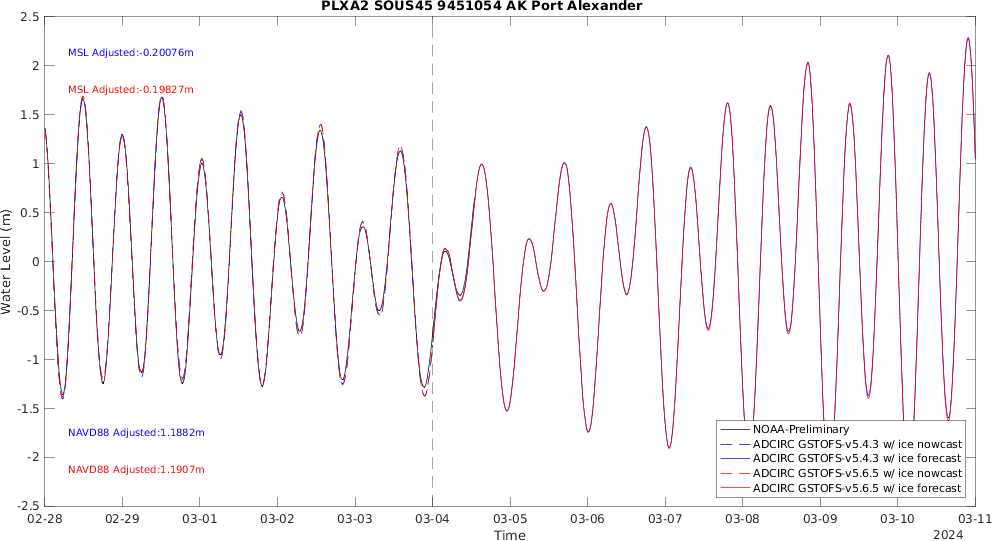 PLXA2 SOUS45 9451054 AK Port Alexander
MSL Adjusted:-0.20076m
MSL Adjusted:-0.19827m
NAVD88 Adjusted:1.1882m
NAVD88 Adjusted:1.1907m
Water Level (m)
2.5
2
1.5
1
0.5
0
-0.5
-1
-1.5
-2
-2.5
NOAA-Preliminary
ADCIRC GSTOFS-v5.4.3 w/ ice nowcast
ADCIRC GSTOFS-v5.4.3 w/ ice forecast
ADCIRC GSTOFS-v5.6.5 w/ ice nowcast
ADCIRC GSTOFS-v5.6.5 w/ ice forecast
02-28 02-29 03-01 03-02 03-03 03-04 03-05 03-06 03-07 03-08 03-09 03-10 03-11
Time
2024